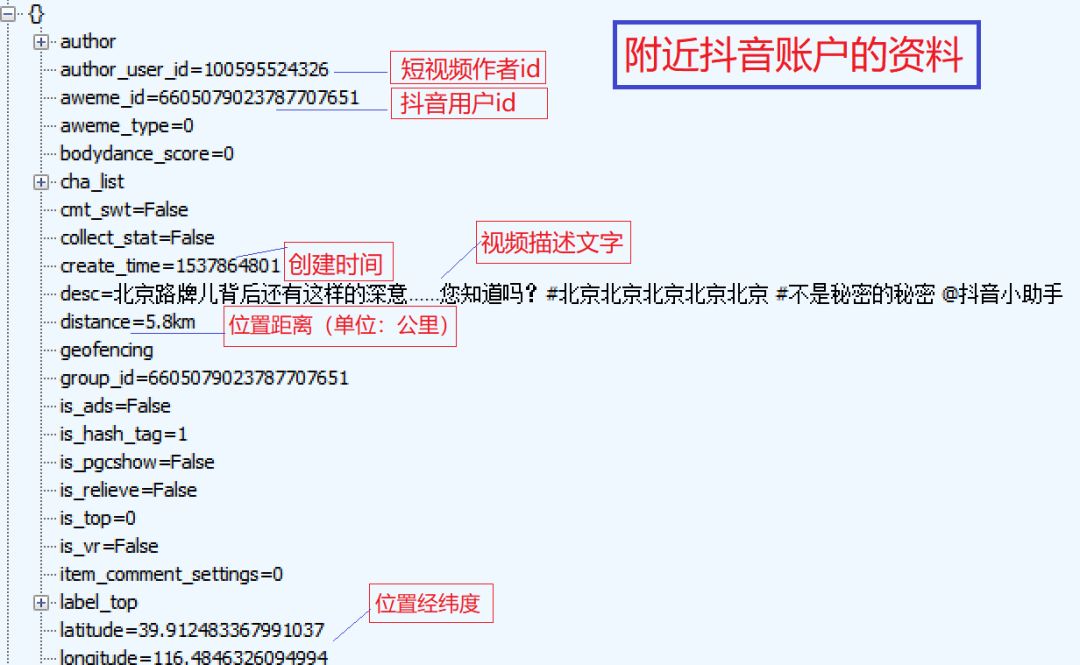 {}
附近抖音账户的资料
author
author_user_id=100595524326 短视频作者id
aweme_id=6605079023787707651 抖音用户id
aweme_type=0
bodydance_score=0
cha_list
cmt_swt=False
collect_stat=False 视频描述文字
create_time=1537864801 创建时间
desc=北京路牌儿背后还有这样的深意……您知道吗？#北京北京北京北京北京 #不是秘密的秘密 @抖音小助手
distance=5.8km 位置距离（单位：公里）
geofencing
group_id=6605079023787707651
is_ads=False
is_hash_tag=1
is_pgcshow=False
is_relieve=False
is_top=0
is_vr=False
item_comment_settings=0
label_top 位置经纬度
latitude=39.912483367991037
longitude=116.4846326094994